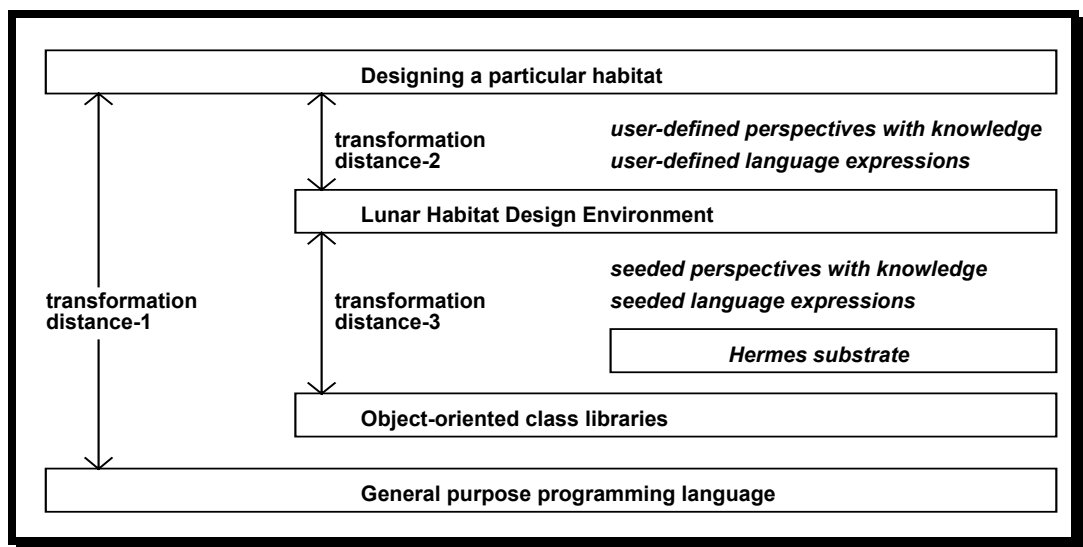 Designing a particular habitat
transformation
distance-2
user-defined perspectives with knowledge
user-defined language expressions
Lunar Habitat Design Environment
transformation
distance-1
transformation
distance-3
seeded perspectives with knowledge
seeded language expressions
Hermes substrate
Object-oriented class libraries
General purpose programming language